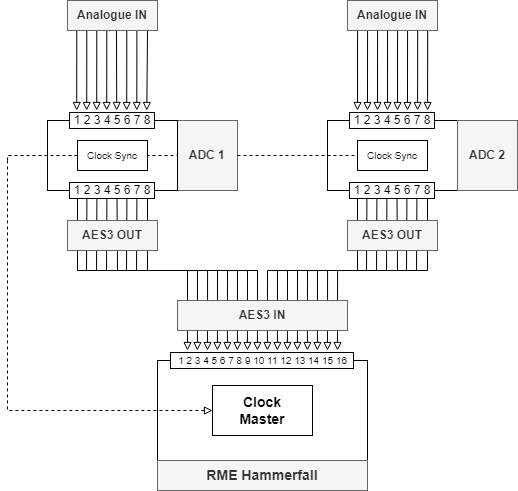 Analogue IN Analogue IN
1 2 3 4 5 6 7 8 1 2 3 4 5 6 7 8
Clock Sync ADC 1 Clock Sync ADC 2
1 2 3 4 5 6 7 8 1 2 3 4 5 6 7 8
AES3 OUT AES3 OUT
AES3 IN
1 2 3 4 5 6 7 8 9 10 11 12 13 14 15 16
Clock
Master
RME Hammerfall